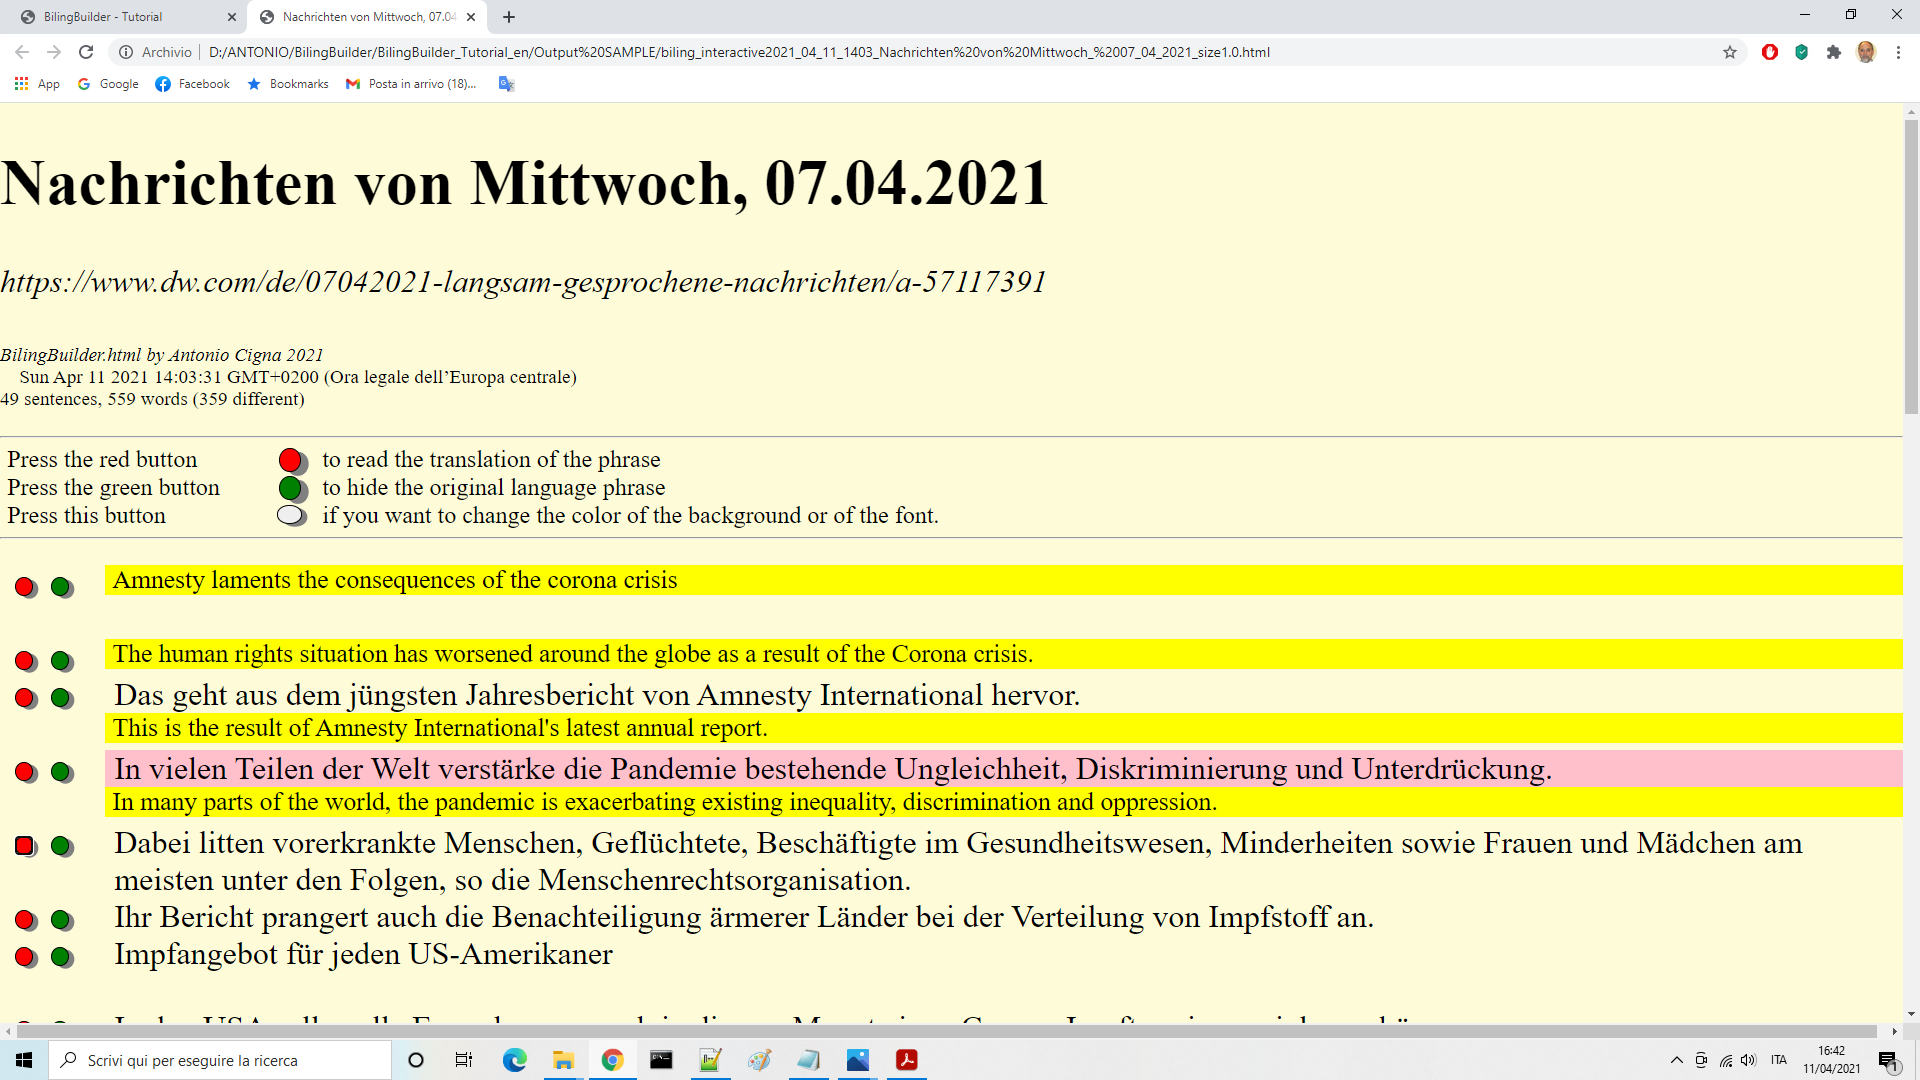 BilingBuilder - Tutorial
Nachrichten von Mittwoch, 07.04
Archivio
D:/ANTONIO/BilingBuilder/BilingBuilder_Tutorial_en/Output%20SAMPLE/biling_interactive2021_04_11_1403_Nachrichten%20von%20Mittwoch_%2007_04_2021_size1.0.html
App
Google
Facebook
Bookmarks
Posta in arrivo (18)...
Nachrichten von Mittwoch, 07.04.2021
https://www.dw.com/de/07042021-langsam-gesprochene-nachrichten/a-57117391
BilingBuilder.html by Antonio Cigna 2021
Sun Apr 11 2021 14:03:31 GMT+0200 (Ora legale dell’Europa centrale)
49 sentences, 559 words (359 different)
Press the red button to read the translation of the phrase
Press the green button to hide the original language phrase
Press this button if you want to change the color of the background or of the font.
Amnesty laments the consequences of the corona crisis
The human rights situation has worsened around the globe as a result of the Corona crisis.
Das geht aus dem jüngsten Jahresbericht von Amnesty International hervor.
This is the result of Amnesty International's latest annual report.
In vielen Teilen der Welt verstärke die Pandemie bestehende Ungleichheit, Diskriminierung und Unterdrückung.
In many parts of the world, the pandemic is exacerbating existing inequality, discrimination and oppression.
Dabei litten vorerkrankte Menschen, Geflüchtete, Beschäftigte im Gesundheitswesen, Minderheiten sowie Frauen und Mädchen am
meisten unter den Folgen, so die Menschenrechtsorganisation.
Ihr Bericht prangert auch die Benachteiligung ärmerer Länder bei der Verteilung von Impfstoff an.
Impfangebot für jeden US-Amerikaner
Scrivi qui per eseguire la ricerca
ITA
16:42
11/04/2021
1